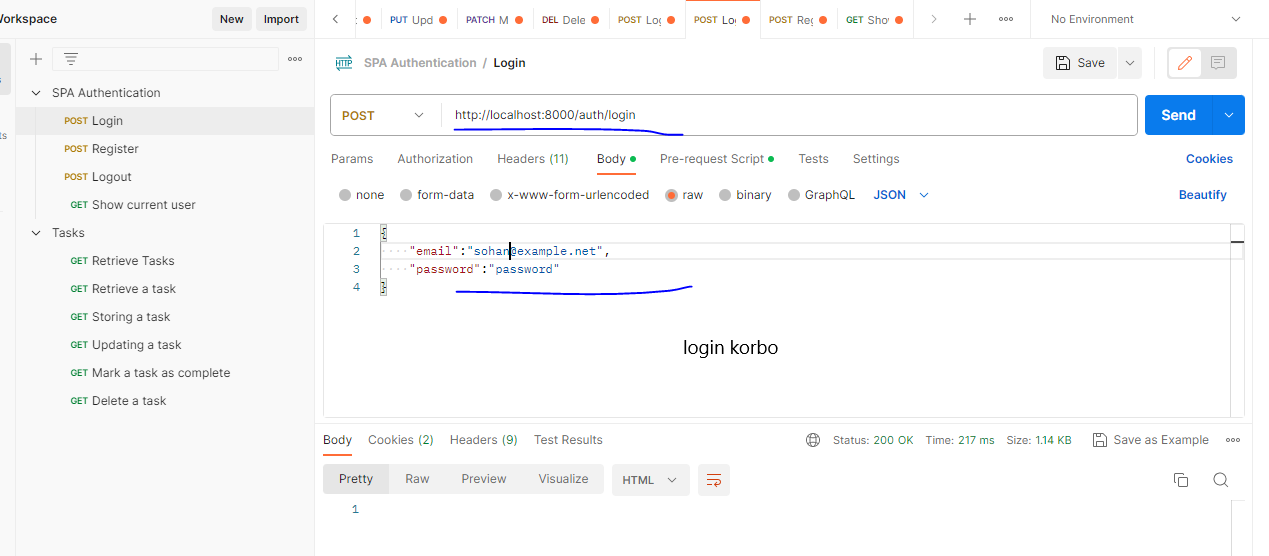 Workspace
New Import
PUT Upd
PATCH M
DEL Dele
POST Lo
POST Lo
POST Re
GET Sho
No Environment
SPA Authentication
POST Login
POST Register
POST Logout
GET Show current user
Tasks
GET Retrieve Tasks
GET Retrieve a task
GET Storing a task
GET Updating a task
GET Mark a task as complete
GET Delete a task
HTTP SPA Authentication / Login
Save
POST http://localhost:8000/auth/login
Send
Params Authorization Headers (11) Body Pre-request Script Tests Settings Cookies
none form-data x-www-form-urlencoded raw binary GraphQL JSON Beautify
1 {
2 "email":"sohan@example.net",
3 "password":"password"
4 }
login korbo
Body Cookies (2) Headers (9) Test Results Status: 200 OK Time: 217 ms Size: 1.14 KB Save as Example
Pretty Raw Preview Visualize HTML
1